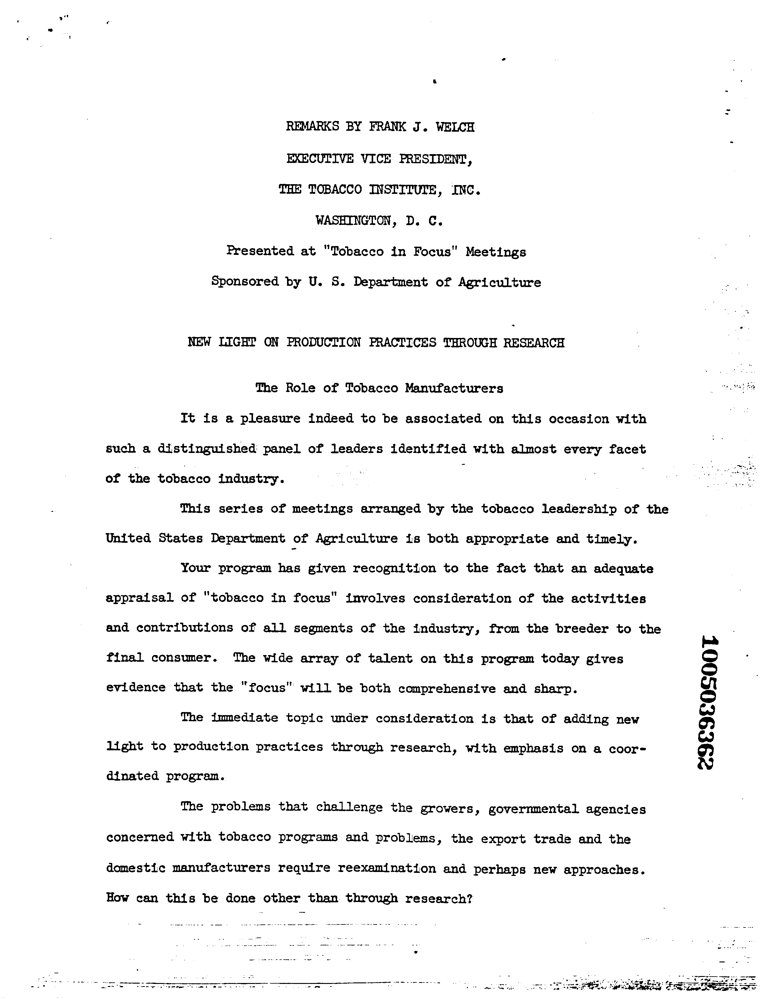 REMARKS BY FRANK J. WELCH
EXECUTIVE VICE PRESIDENT,
THE TOBACCO INSTITUTE, INC.
WASHINGTON, D. C.
Presented at "Tobacco in Focus" Meetings
Sponsored by U. S. Department of Agriculture
NEW LIGHT ON PRODUCTION PRACTICES THROUGH RESEARCH
The Role of Tobacco Manufacturers
It is a pleasure indeed to be associated on this occasion with
such a distinguished panel of leaders identified with almost every facet
of the tobacco industry.
This series of meetings arranged by the tobacco leadership of the
United States Department of Agriculture is both appropriate and timely.
Your program has given recognition to the fact that an adequate
appraisal of "tobacco in focus" involves consideration of the activities
and contributions of all segments of the industry, from the breeder to the
final consumer. The wide array of talent on this program today gives
evidence that the "focus" will be both comprehensive and sharp.
The immediate topic under consideration is that of adding new
light to production practices through research, with emphasis on a coor-
dinated program.
The problems that challenge the growers, governmental agencies
concerned with tobacco programs and problems, the export trade and the
domestic manufacturers require reexamination and perhaps new approaches.
How can this be done other than through research?
1005036362